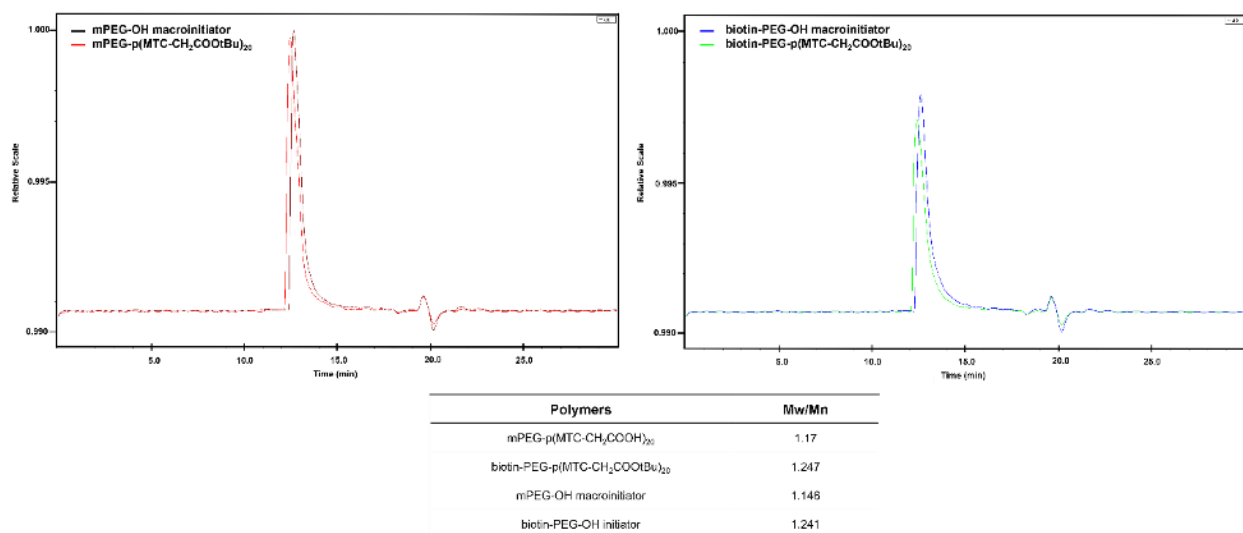 mPEG-OH macroinitiator
mPEG-p(MTC-CH₂COOtBu)₂₀
1.000
0.995
0.990
Relative Scale
5.0 10.0 15.0 20.0 25.0
Time (min)
biotin-PEG-OH macroinitiator
biotin-PEG-p(MTC-CH₂COOtBu)₂₀
1.000
0.995
0.990
Relative Scale
5.0 10.0 15.0 20.0 25.0
Time (min)
Polymers Mw/Mn
mPEG-p(MTC-CH₂COOH)₂₀ 1.17
biotin-PEG-p(MTC-CH₂COOtBu)₂₀ 1.247
mPEG-OH macroinitiator 1.146
biotin-PEG-OH initiator 1.241